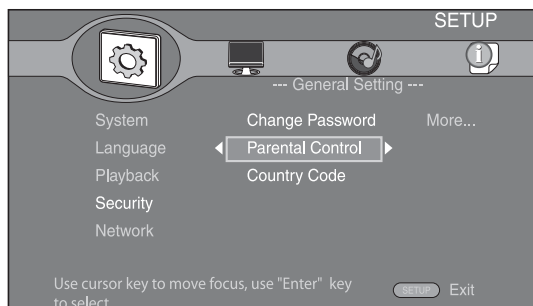 SETUP
--- General Setting ---
System Change Password More...
Language Parental Control
Playback Country Code
Security
Network
Use cursor key to move focus, use "Enter" key
to select
SETUP Exit